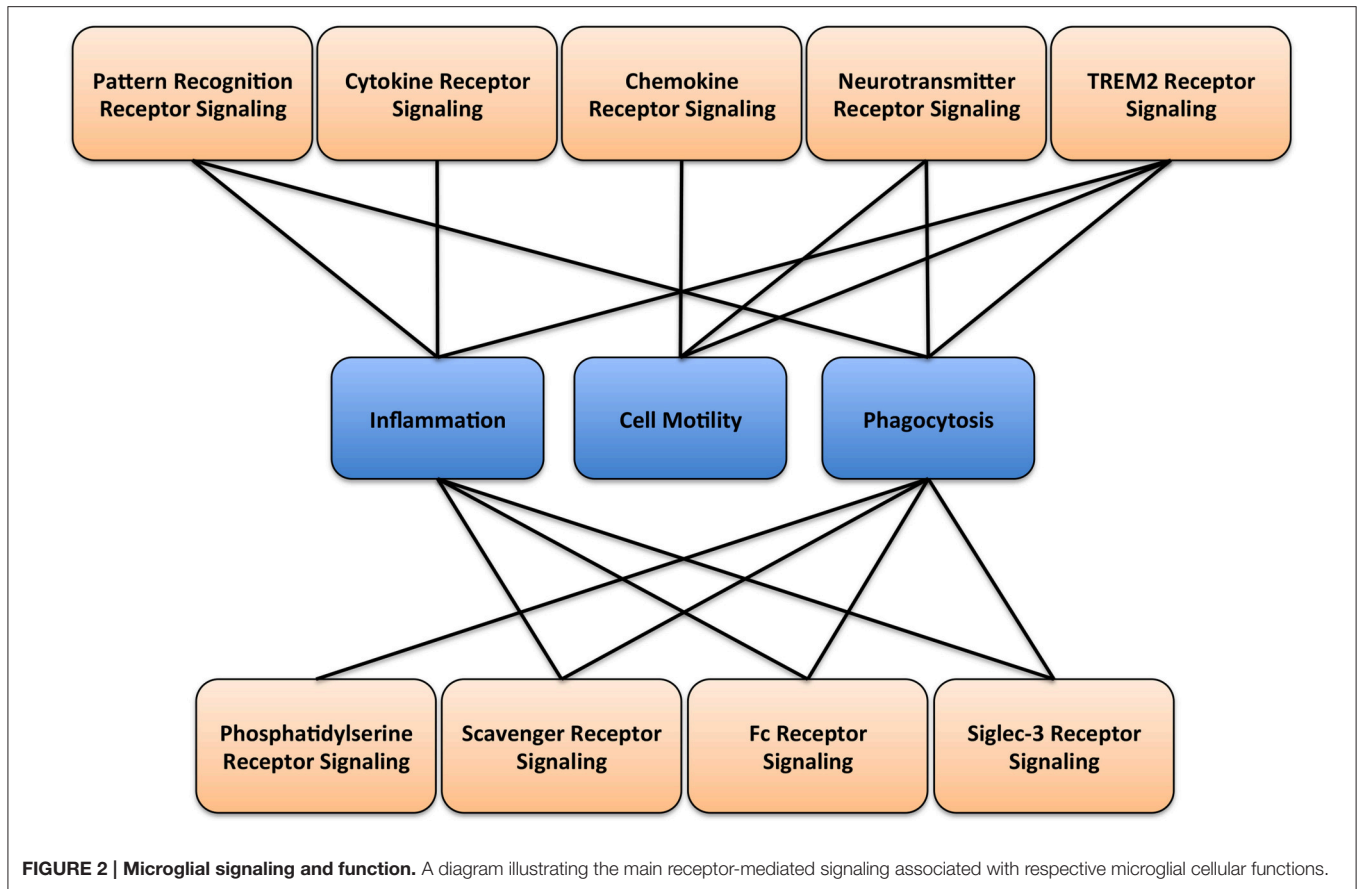 Pattern Recognition
Receptor Signaling
Cytokine Receptor
Signaling
Chemokine
Receptor Signaling
Neurotransmitter
Receptor Signaling
TREM2 Receptor
Signaling
Inflammation
Cell Motility
Phagocytosis
Phosphatidylserine
Receptor Signaling
Scavenger Receptor
Signaling
Fc Receptor
Signaling
Siglec-3 Receptor
Signaling
FIGURE 2 | Microglial signaling and function. A diagram illustrating the main receptor-mediated signaling associated with respective microglial cellular functions.